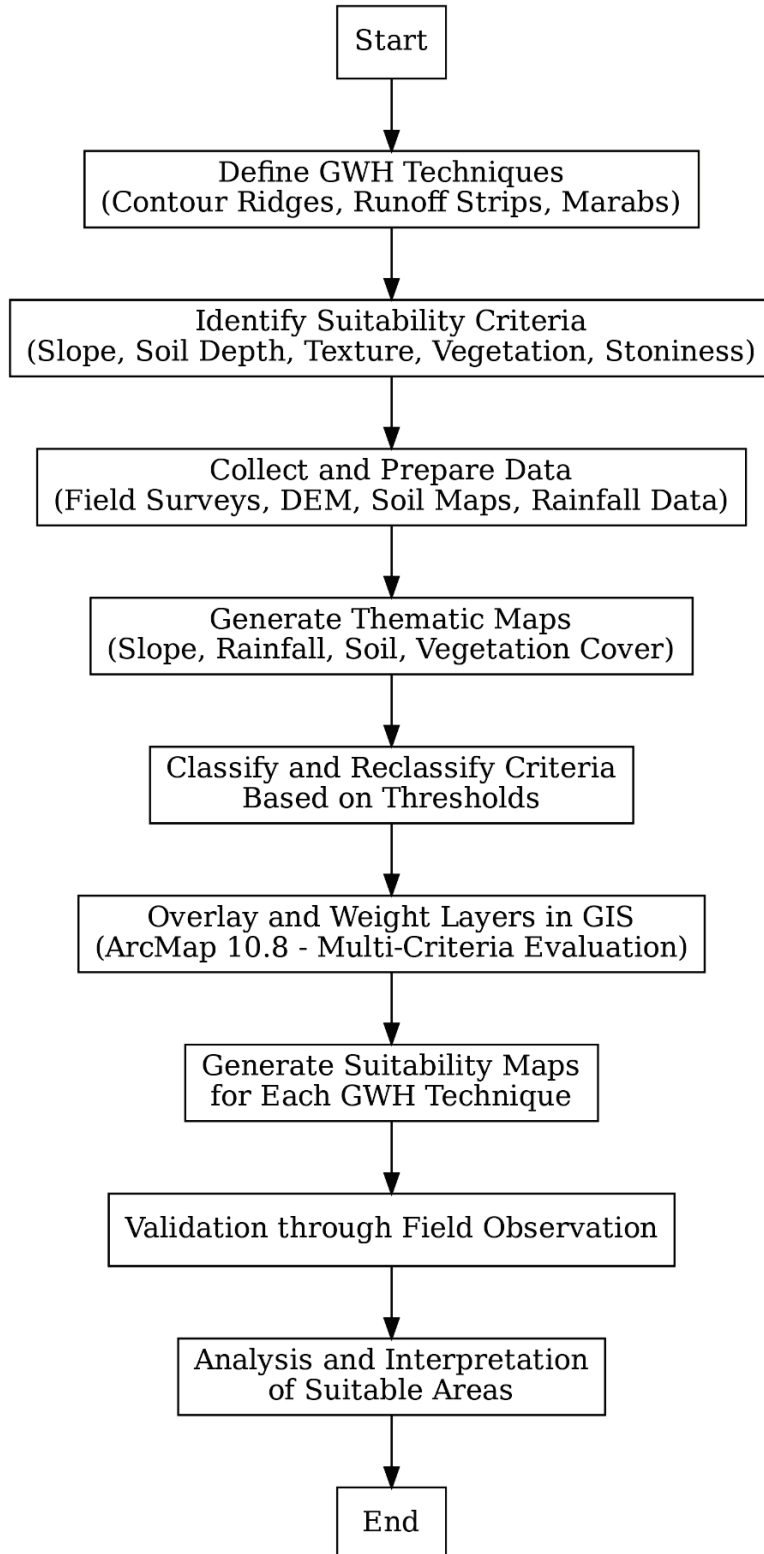 Start
Define GWH Techniques
(Contour Ridges, Runoff Strips, Marabs)
Identify Suitability Criteria
(Slope, Soil Depth, Texture, Vegetation, Stoniness)
Collect and Prepare Data
(Field Surveys, DEM, Soil Maps, Rainfall Data)
Generate Thematic Maps
(Slope, Rainfall, Soil, Vegetation Cover)
Classify and Reclassify Criteria
Based on Thresholds
Overlay and Weight Layers in GIS
(ArcMap 10.8 - Multi-Criteria Evaluation)
Generate Suitability Maps
for Each GWH Technique
Validation through Field Observation
Analysis and Interpretation
of Suitable Areas
End